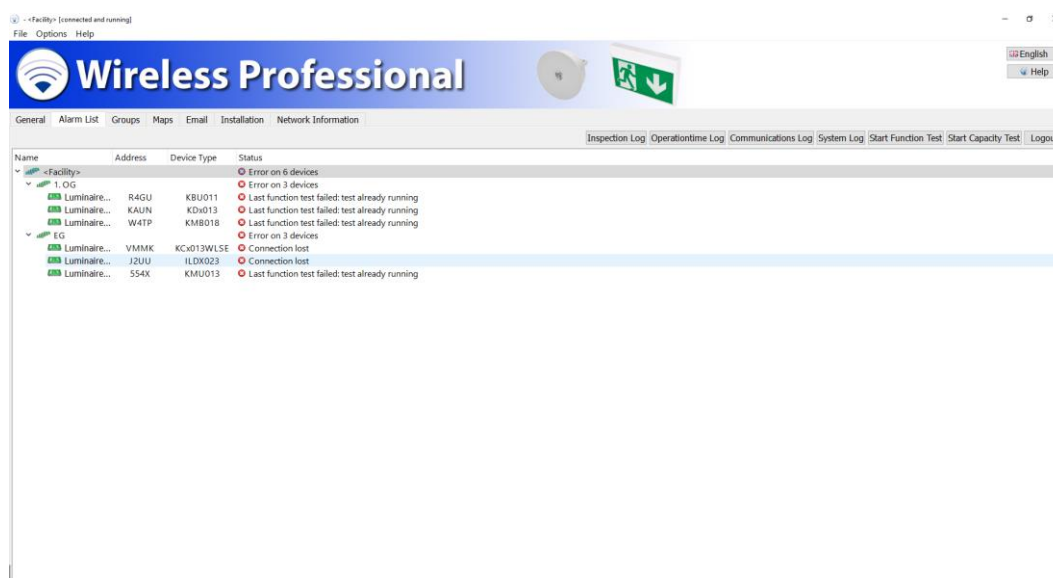 - <Facility> [connected and running]
File Options Help
Wireless Professional
English
Help
General Alarm List Groups Maps Email Installation Network Information
Inspection Log Operationtime Log Communications Log System Log Start Function Test Start Capacity Test Logou
Name Address Device Type Status
<Facility> Error on 6 devices
1. OG Error on 3 devices
Luminaire... R4GU KBU011 Last function test failed: test already running
Luminaire... KAUN KDx013 Last function test failed: test already running
Luminaire... W4TP KMB018 Last function test failed: test already running
EG Error on 3 devices
Luminaire... VMMK KCx013WLSE Connection lost
Luminaire... J2UU ILDX023 Connection lost
Luminaire... 554X KMU013 Last function test failed: test already running